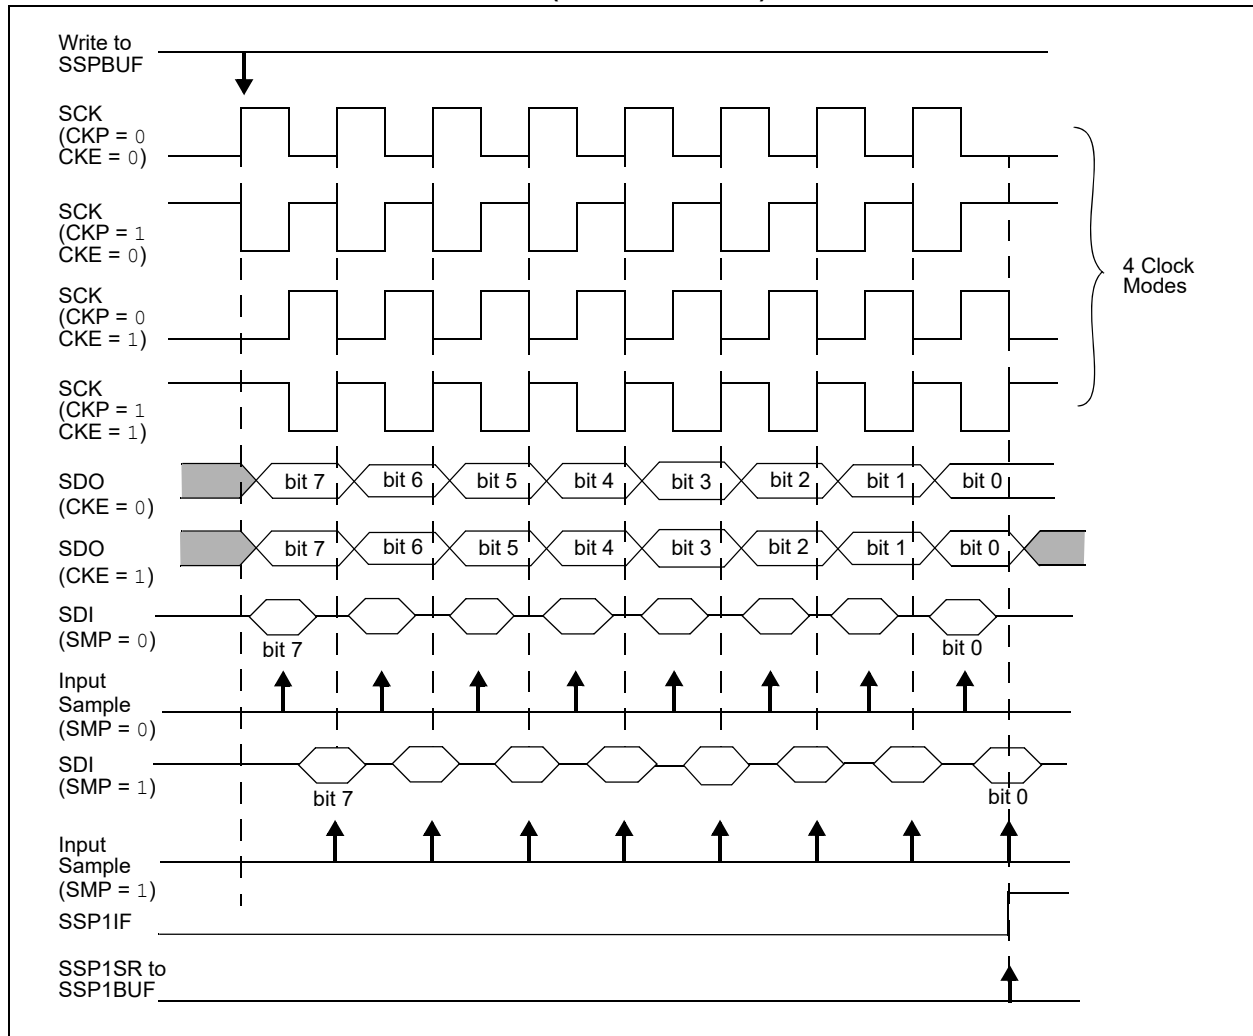 Write to
SSPBUF
SCK
(CKP = 0
CKE = 0)
SCK
(CKP = 1
CKE = 0)
SCK
(CKP = 0
CKE = 1)
SCK
(CKP = 1
CKE = 1)
4 Clock
Modes
SDO
(CKE = 0)
bit 7 bit 6 bit 5 bit 4 bit 3 bit 2 bit 1 bit 0
SDO
(CKE = 1)
bit 7 bit 6 bit 5 bit 4 bit 3 bit 2 bit 1 bit 0
SDI
(SMP = 0)
bit 7 bit 0
Input
Sample
(SMP = 0)
SDI
(SMP = 1)
bit 7 bit 0
Input
Sample
(SMP = 1)
SSP1IF
SSP1SR to
SSP1BUF